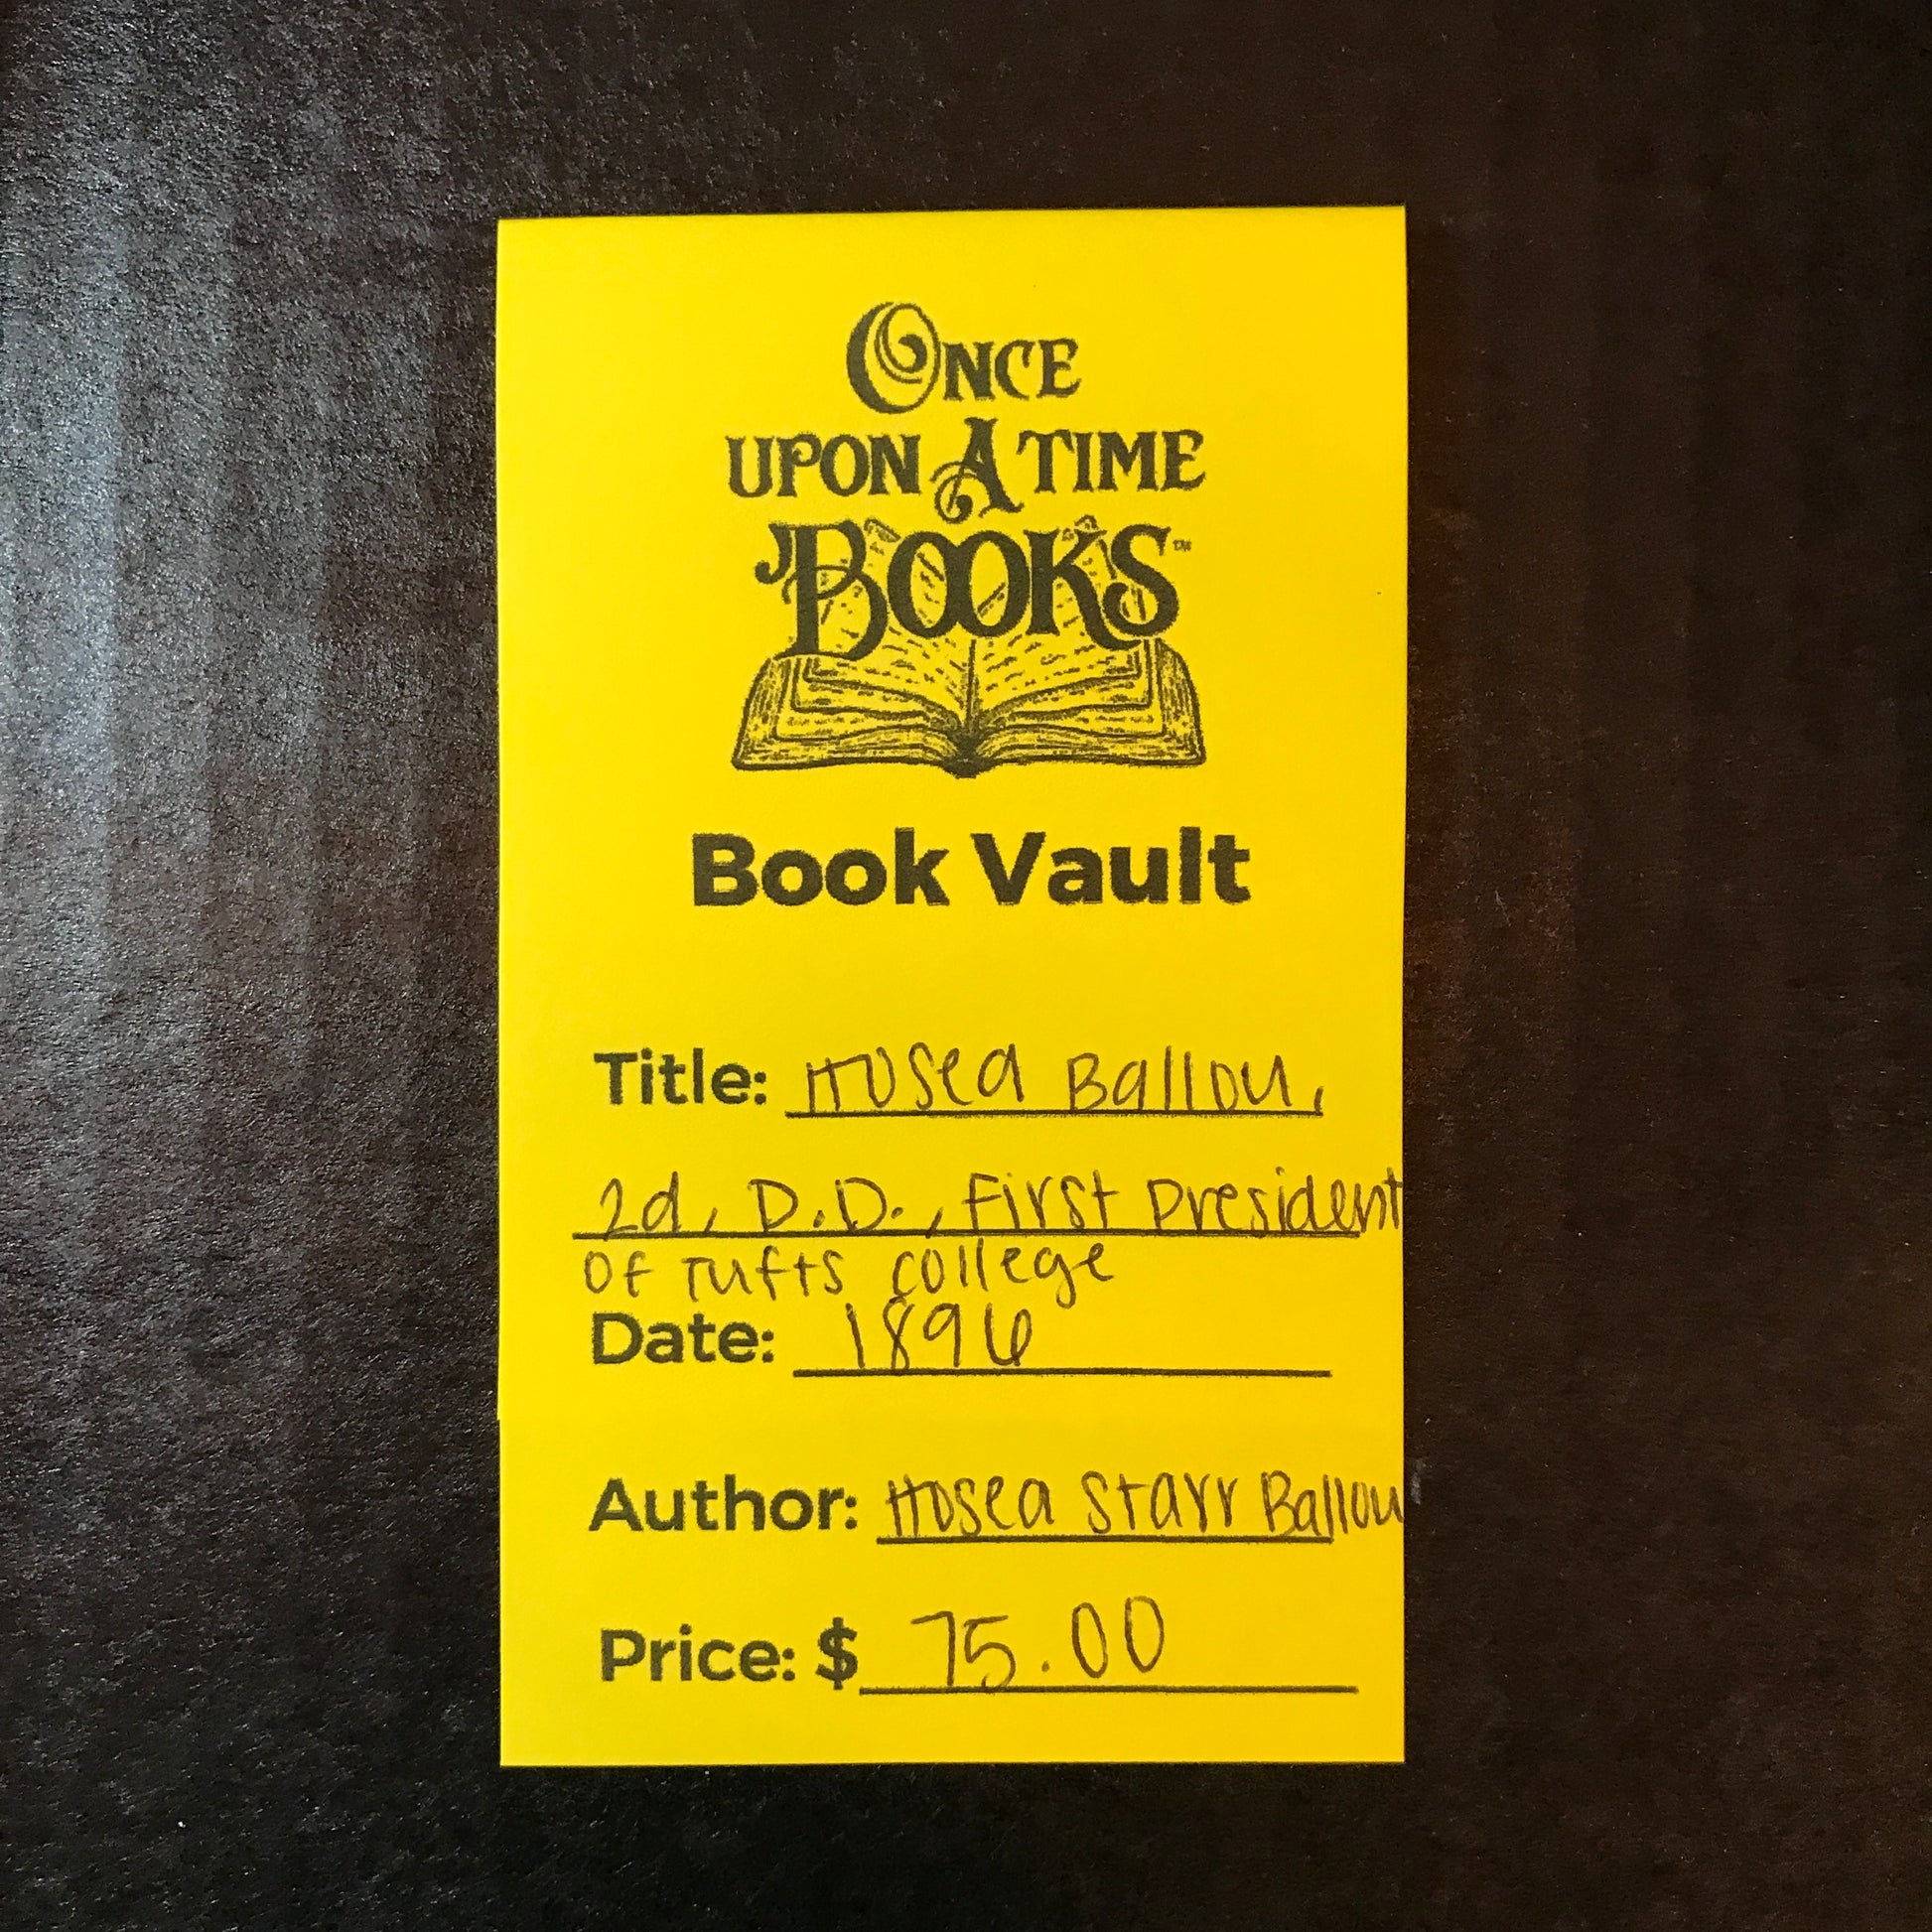 ONCE
UPON A TIME
BOOKS™
Book Vault
Title: Hosea Ballou,
2d, D.D., First President
of Tufts College
Date: 1896
Author: Hosea Starr Ballou
Price: $ 75.00